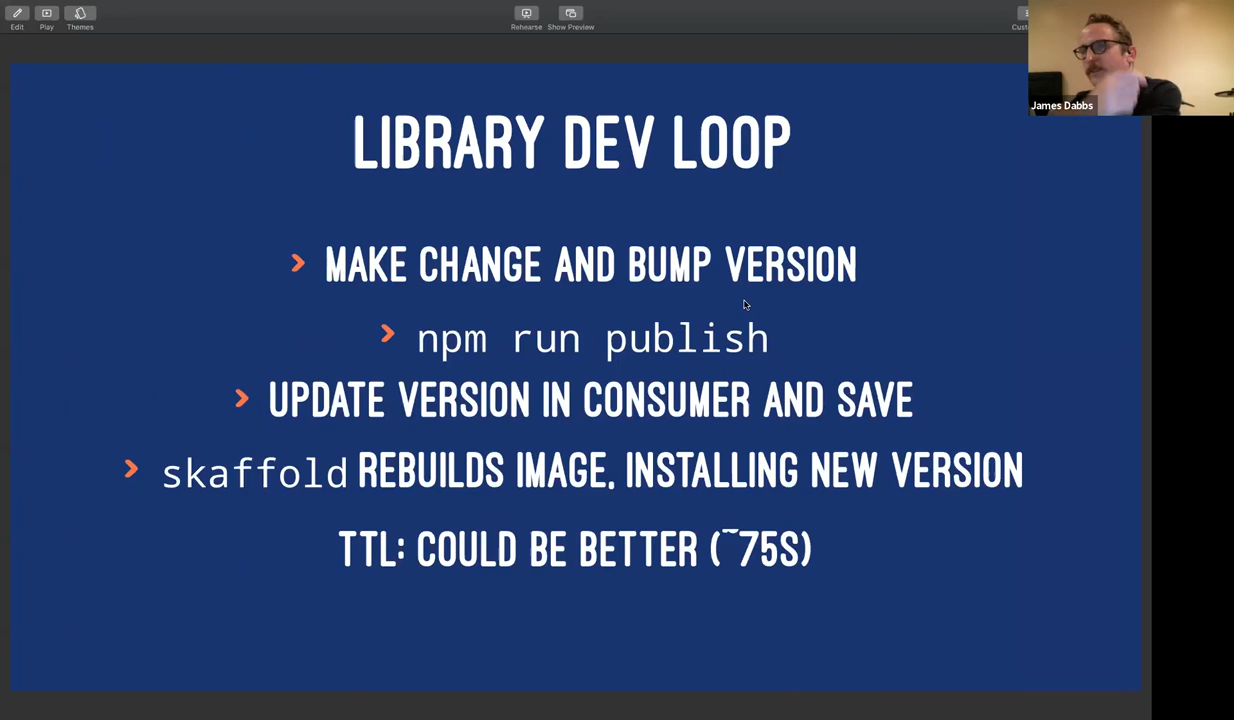 Edit
Play
Themes
Rehearse
Show Preview
James Dabbs
LIBRARY DEV LOOP
MAKE CHANGE AND BUMP VERSION
npm run publish
UPDATE VERSION IN CONSUMER AND SAVE
skaffold REBUILDS IMAGE, INSTALLING NEW VERSION
TTL: COULD BE BETTER (~75S)